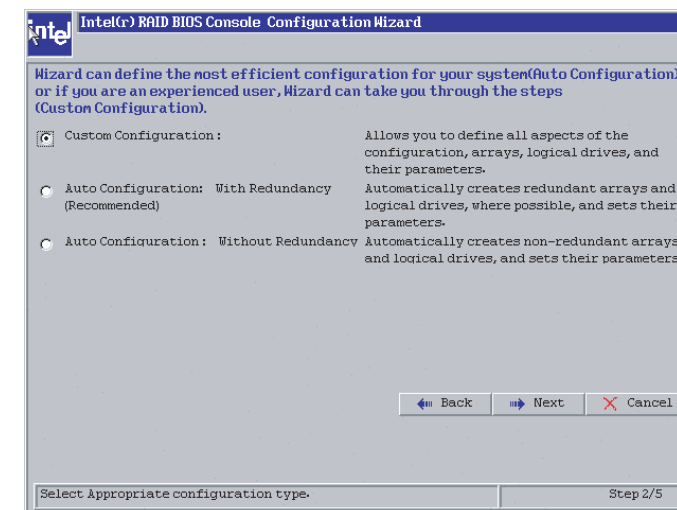 intel
Intel(r) RAID BIOS Console Configuration Wizard
Wizard can define the most efficient configuration for your system(Auto Configuration)
or if you are an experienced user, Wizard can take you through the steps
(Custom Configuration).
Custom Configuration :
Allows you to define all aspects of the
configuration, arrays, logical drives, and
their parameters.
Auto Configuration: With Redundancy
(Recommended)
Automatically creates redundant arrays and
logical drives, where possible, and sets their
parameters.
Auto Configuration : Without Redundancy
Automatically creates non-redundant arrays
and logical drives, and sets their parameters
Back
Next
Cancel
Select Appropriate configuration type.
Step 2/5